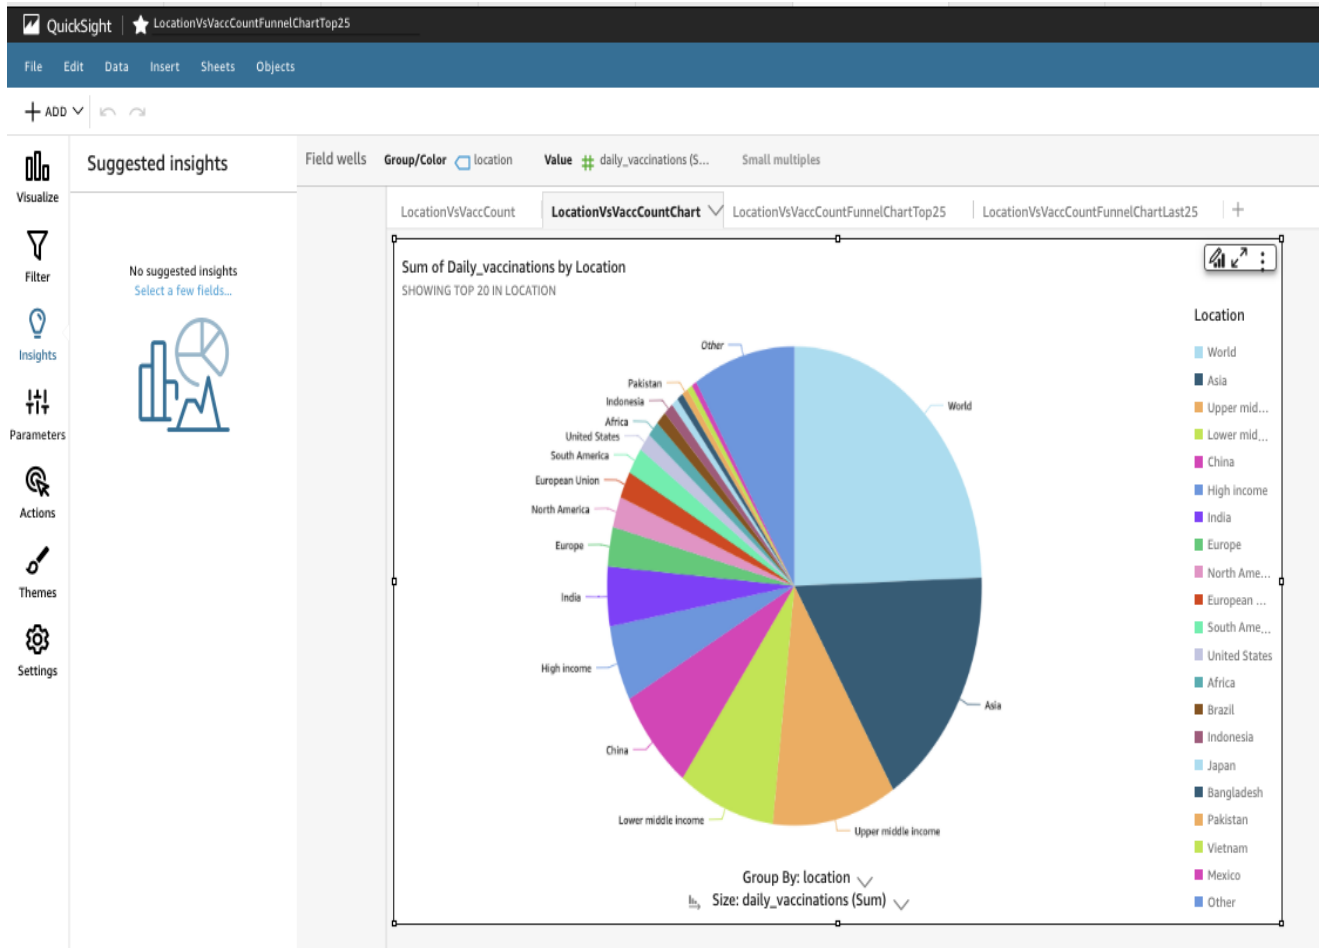 QuickSight
LocationVsVaccCountFunnelChartTop25
File Edit Data Insert Sheets Objects
ADD
Visualize
Filter
Insights
Parameters
Actions
Themes
Settings
Suggested insights
No suggested insights
Select a few fields...
Field wells Group/Color location Value daily_vaccinations (S... Small multiples
LocationVsVaccCount LocationVsVaccCountChart LocationVsVaccCountFunnelChartTop25 LocationVsVaccCountFunnelChartLast25
Sum of Daily_vaccinations by Location
SHOWING TOP 20 IN LOCATION
Other
Pakistan
Indonesia
Africa
United States
South America
European Union
North America
Europe
India
High income
China
Lower middle income
Upper middle income
Asia
World
Group By: location
Size: daily_vaccinations (Sum)
Location
World
Asia
Upper mid...
Lower mid...
China
High income
India
Europe
North Ame...
European ...
South Ame...
United States
Africa
Brazil
Indonesia
Japan
Bangladesh
Pakistan
Vietnam
Mexico
Other